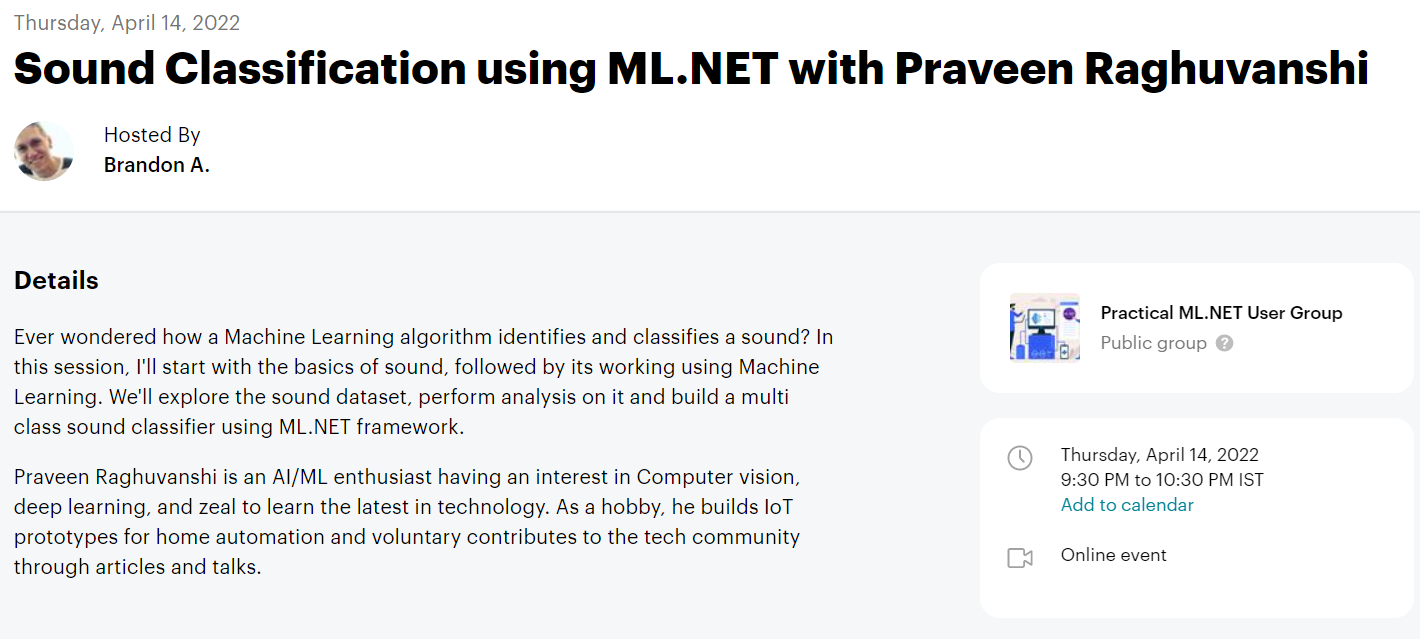 Thursday, April 14, 2022
Sound Classification using ML.NET with Praveen Raghuvanshi
Hosted By
Brandon A.
Details
Ever wondered how a Machine Learning algorithm identifies and classifies a sound? In
this session, I'll start with the basics of sound, followed by its working using Machine
Learning. We'll explore the sound dataset, perform analysis on it and build a multi
class sound classifier using ML.NET framework.
Praveen Raghuvanshi is an AI/ML enthusiast having an interest in Computer vision,
deep learning, and zeal to learn the latest in technology. As a hobby, he builds IoT
prototypes for home automation and voluntary contributes to the tech community
through articles and talks.
Practical ML.NET User Group
Public group ?
Thursday, April 14, 2022
9:30 PM to 10:30 PM IST
Add to calendar
Online event